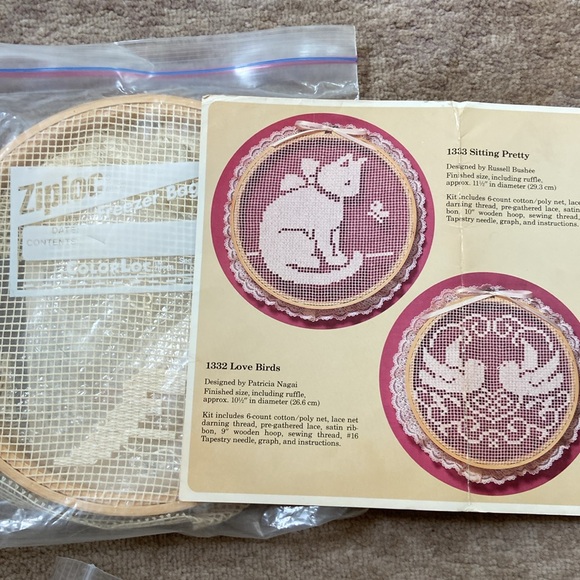 Ziploc
Freezer Bag
CONTENTS
COLORLOC
1333 Sitting Pretty
Designed by Russell Bushée
Finished size, including ruffle,
approx. 11½" in diameter (29.3 cm)
Kit includes 6-count cotton/poly net, lace
darning thread, pre-gathered lace, satin
bon, 10" wooden hoop, sewing thread,
Tapestry needle, graph, and instructions.
1332 Love Birds
Designed by Patricia Nagai
Finished size, including ruffle,
approx. 10½" in diameter (26.6 cm)
Kit includes 6-count cotton/poly net, lace net
darning thread, pre-gathered lace, satin rib-
bon, 9" wooden hoop, sewing thread, #16
Tapestry needle, graph, and instructions.